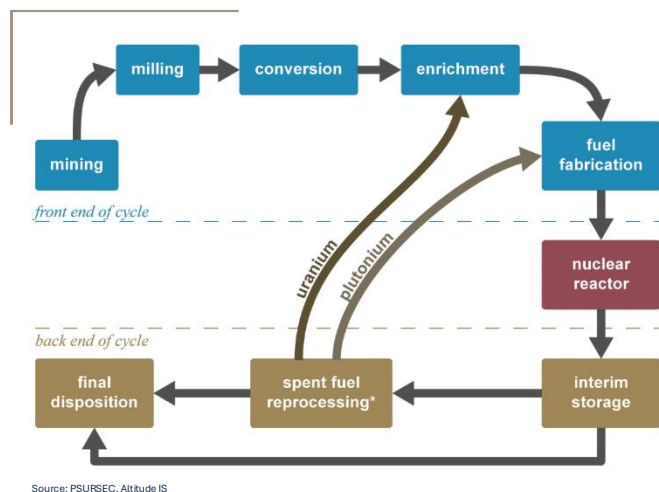 milling
conversion
enrichment
mining
fuel
fabrication
front end of cycle
uranium
plutonium
nuclear
reactor
back end of cycle
final
disposition
spent fuel
reprocessing*
interim
storage
Source: PSURSEC, Altitude IS